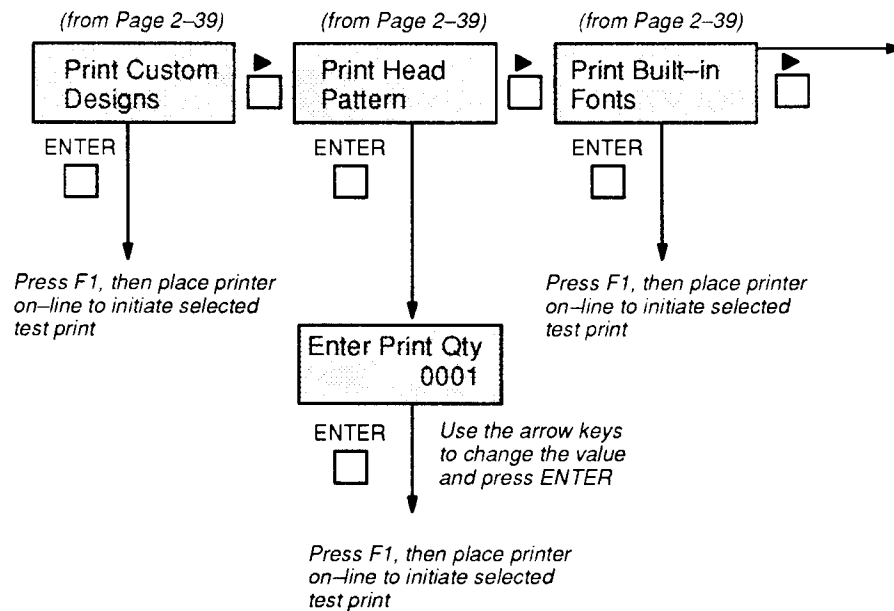 (from Page 2–39)
(from Page 2–39)
(from Page 2–39)
Print Custom
Designs
Print Head
Pattern
Print Built–in
Fonts
ENTER
ENTER
ENTER
Press F1, then place printer
on–line to initiate selected
test print
Press F1, then place printer
on–line to initiate selected
test print
Enter Print Qty
0001
ENTER
Use the arrow keys
to change the value
and press ENTER
Press F1, then place printer
on–line to initiate selected
test print